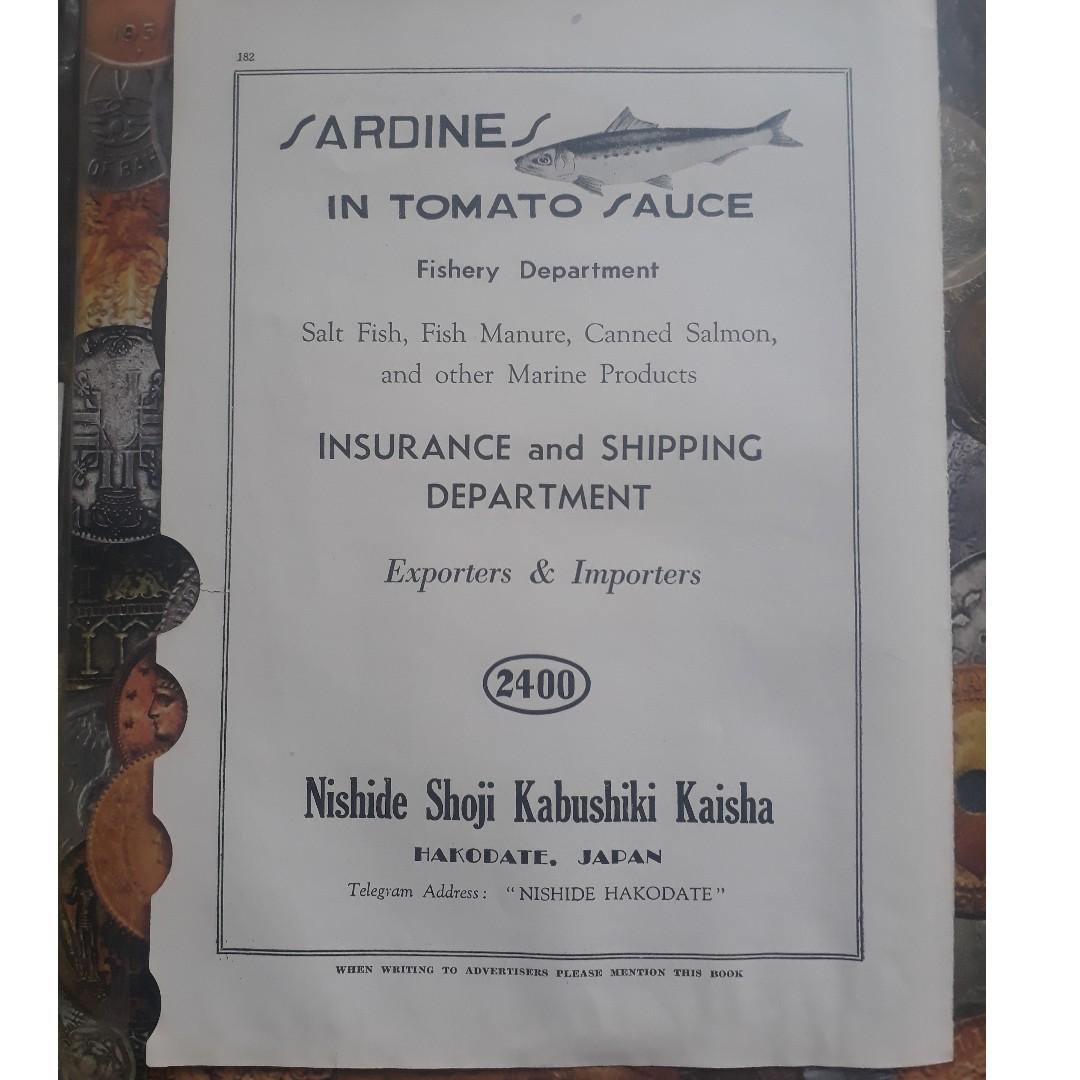 182
SARDINES
IN TOMATO SAUCE
Fishery Department
Salt Fish, Fish Manure, Canned Salmon,
and other Marine Products
INSURANCE and SHIPPING
DEPARTMENT
Exporters & Importers
2400
Nishide Shoji Kabushiki Kaisha
HAKODATE, JAPAN
Telegram Address: "NISHIDE HAKODATE"
WHEN WRITING TO ADVERTISERS PLEASE MENTION THIS BOOK